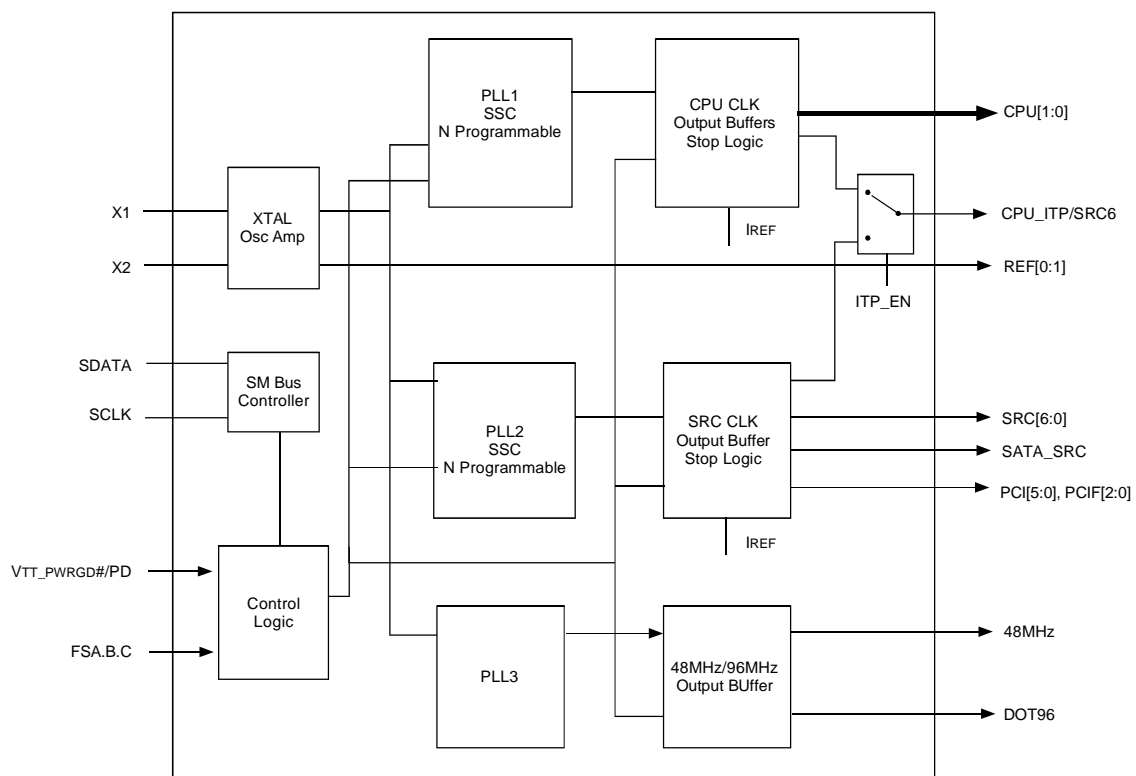 PLL1
SSC
N Programmable
CPU CLK
Output Buffers
Stop Logic
CPU[1:0]
X1
XTAL
Osc Amp
X2
IREF
CPU_ITP/SRC6
REF[0:1]
ITP_EN
SDATA
SCLK
SM Bus
Controller
PLL2
SSC
N Programmable
SRC CLK
Output Buffer
Stop Logic
SRC[6:0]
SATA_SRC
PCI[5:0], PCIF[2:0]
IREF
VTT_PWRGD#/PD
Control
Logic
FSA.B.C
PLL3
48MHz/96MHz
Output BUffer
48MHz
DOT96